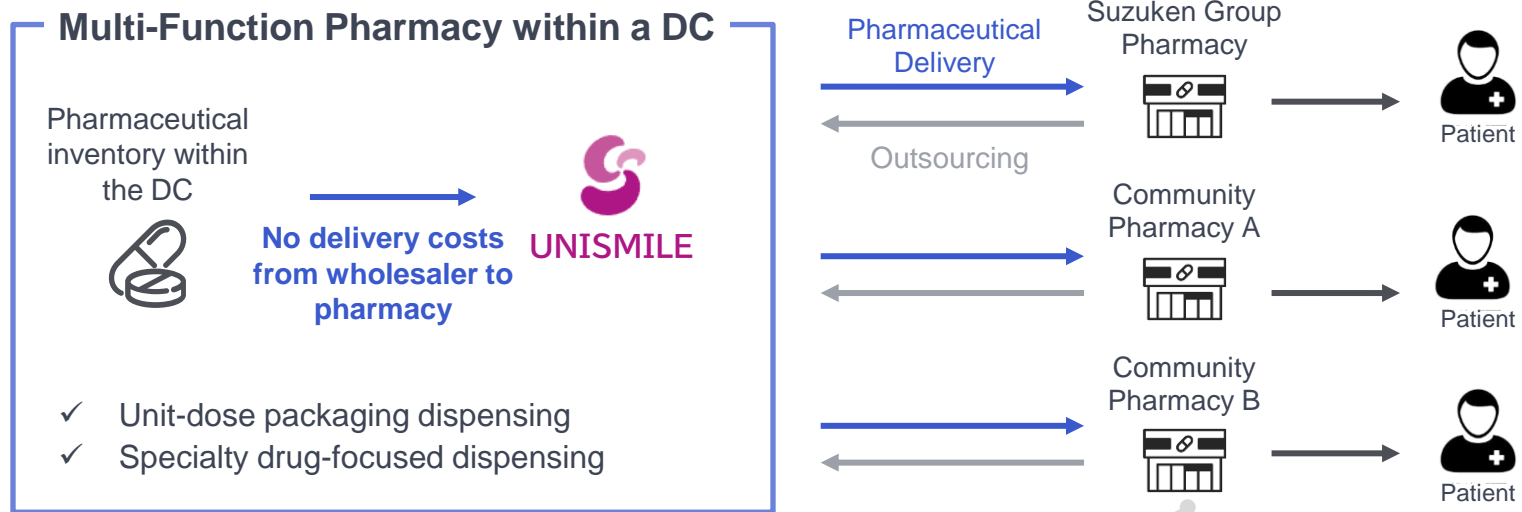 Multi-Function Pharmacy within a DC
Pharmaceutical
inventory within
the DC
No delivery costs
from wholesaler to
pharmacy
UNISMILE
✓ Unit-dose packaging dispensing
✓ Specialty drug-focused dispensing
Pharmaceutical
Delivery
Outsourcing
Suzuken Group
Pharmacy
Patient
Community
Pharmacy A
Patient
Community
Pharmacy B
Patient